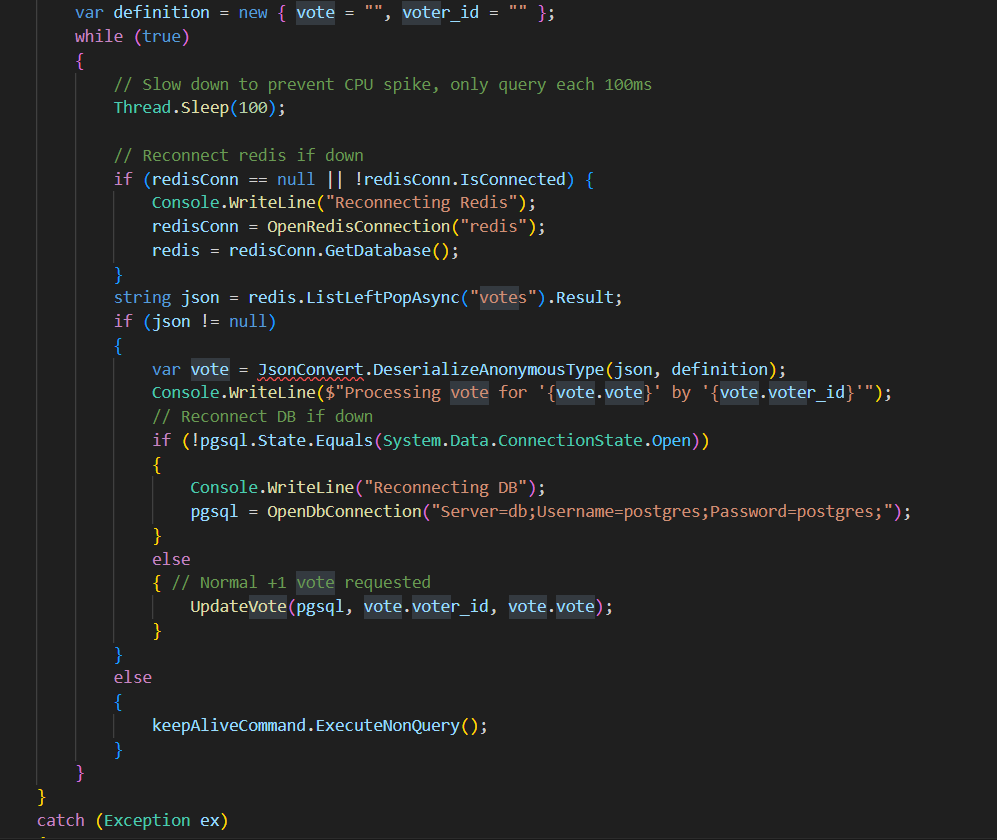 var definition = new { vote = "", voter_id = "" };
while (true)
{
// Slow down to prevent CPU spike, only query each 100ms
Thread.Sleep(100);
// Reconnect redis if down
if (redisConn == null || !redisConn.IsConnected) {
Console.WriteLine("Reconnecting Redis");
redisConn = OpenRedisConnection("redis");
redis = redisConn.GetDatabase();
}
string json = redis.ListLeftPopAsync("votes").Result;
if (json != null)
{
var vote = JsonConvert.DeserializeAnonymousType(json, definition);
Console.WriteLine($"Processing vote for '{vote.vote}' by '{vote.voter_id}'");
// Reconnect DB if down
if (!pgsql.State.Equals(System.Data.ConnectionState.Open))
{
Console.WriteLine("Reconnecting DB");
pgsql = OpenDbConnection("Server=db;Username=postgres;Password=postgres;");
}
else
{ // Normal +1 vote requested
UpdateVote(pgsql, vote.voter_id, vote.vote);
}
}
else
{
keepAliveCommand.ExecuteNonQuery();
}
}
}
catch (Exception ex)